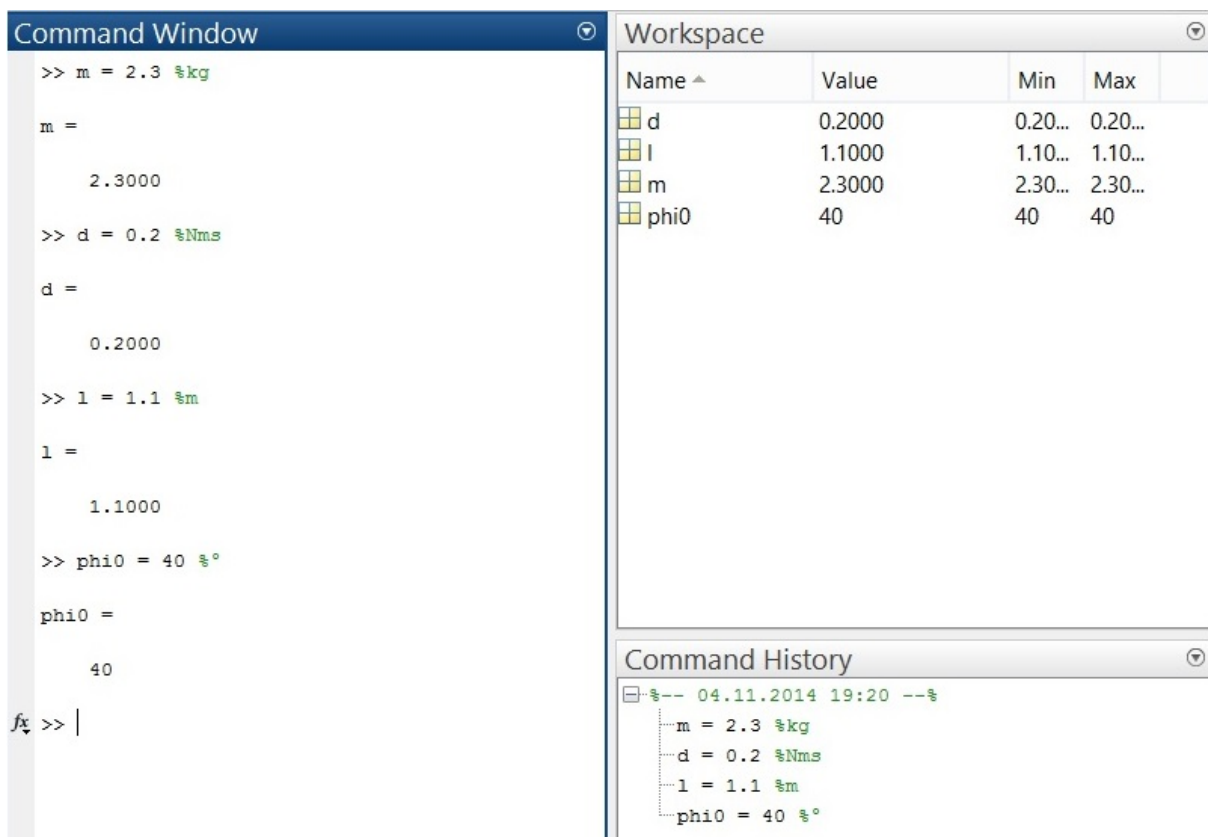 Command Window
>> m = 2.3 %kg
m =
2.3000
>> d = 0.2 %Nms
d =
0.2000
>> l = 1.1 %m
l =
1.1000
>> phi0 = 40 %°
phi0 =
40
fx >>
Workspace
Name Value Min Max
d 0.2000 0.20... 0.20...
l 1.1000 1.10... 1.10...
m 2.3000 2.30... 2.30...
phi0 40 40 40
Command History
%-- 04.11.2014 19:20 --%
m = 2.3 %kg
d = 0.2 %Nms
l = 1.1 %m
phi0 = 40 %°